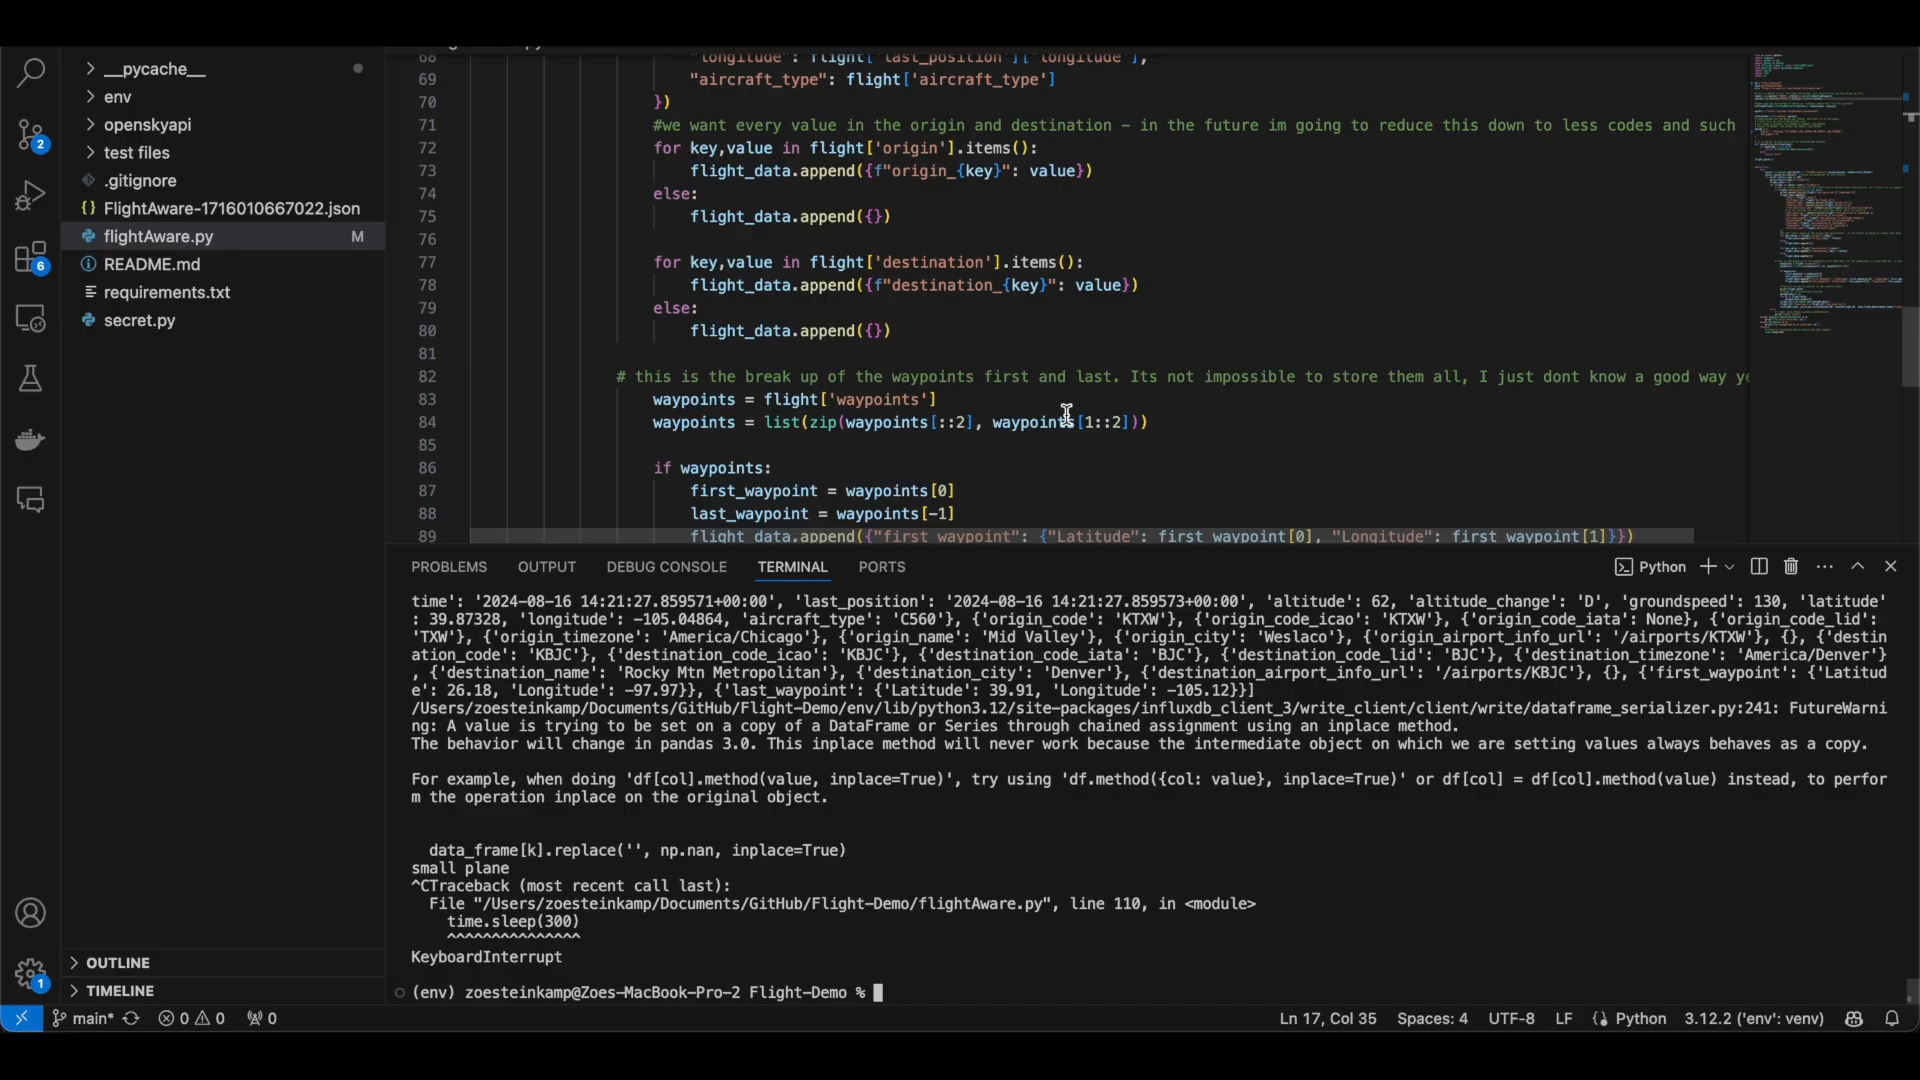 __pycache__
env
openskyapi
test files
.gitignore
FlightAware-1716010667022.json
flightAware.py M
README.md
requirements.txt
secret.py
2
6
1
OUTLINE
TIMELINE
68 "longitude": flight['last_position']['longitude'],
69 "aircraft_type": flight['aircraft_type']
70 })
71 #we want every value in the origin and destination - in the future im going to reduce this down to less codes and such
72 for key,value in flight['origin'].items():
73 flight_data.append({f"origin_{key}": value})
74 else:
75 flight_data.append({})
76
77 for key,value in flight['destination'].items():
78 flight_data.append({f"destination_{key}": value})
79 else:
80 flight_data.append({})
81
82 # this is the break up of the waypoints first and last. Its not impossible to store them all, I just dont know a good way ye
83 waypoints = flight['waypoints']
84 waypoints = list(zip(waypoints[::2], waypoints[1::2]))
85
86 if waypoints:
87 first_waypoint = waypoints[0]
88 last_waypoint = waypoints[-1]
89 flight_data.append({"first_waypoint": {"Latitude": first_waypoint[0], "Longitude": first_waypoint[1]}})
PROBLEMS OUTPUT DEBUG CONSOLE TERMINAL PORTS Python
time': '2024-08-16 14:21:27.859571+00:00', 'last_position': '2024-08-16 14:21:27.859573+00:00', 'altitude': 62, 'altitude_change': 'D', 'groundspeed': 130, 'latitude'
: 39.87328, 'longitude': -105.04864, 'aircraft_type': 'C560'}, {'origin_code': 'KTXW'}, {'origin_code_icao': 'KTXW'}, {'origin_code_iata': None}, {'origin_code_lid':
'TXW'}, {'origin_timezone': 'America/Chicago'}, {'origin_name': 'Mid Valley'}, {'origin_city': 'Weslaco'}, {'origin_airport_info_url': '/airports/KTXW'}, {}, {'destin
ation_code': 'KBJC'}, {'destination_code_icao': 'KBJC'}, {'destination_code_iata': 'BJC'}, {'destination_code_lid': 'BJC'}, {'destination_timezone': 'America/Denver'}
, {'destination_name': 'Rocky Mtn Metropolitan'}, {'destination_city': 'Denver'}, {'destination_airport_info_url': '/airports/KBJC'}, {}, {'first_waypoint': {'Latitud
e': 26.18, 'Longitude': -97.97}}, {'last_waypoint': {'Latitude': 39.91, 'Longitude': -105.12}}]
/Users/zoesteinkamp/Documents/GitHub/Flight-Demo/env/lib/python3.12/site-packages/influxdb_client_3/write_client/client/write/dataframe_serializer.py:241: FutureWarni
ng: A value is trying to be set on a copy of a DataFrame or Series through chained assignment using an inplace method.
The behavior will change in pandas 3.0. This inplace method will never work because the intermediate object on which we are setting values always behaves as a copy.
For example, when doing 'df[col].method(value, inplace=True)', try using 'df.method({col: value}, inplace=True)' or df[col] = df[col].method(value) instead, to perfor
m the operation inplace on the original object.
data_frame[k].replace('', np.nan, inplace=True)
small plane
^CTraceback (most recent call last):
File "/Users/zoesteinkamp/Documents/GitHub/Flight-Demo/flightAware.py", line 110, in <module>
time.sleep(300)
^^^^^^^^^^^^^^^
KeyboardInterrupt
(env) zoesteinkamp@Zoes-MacBook-Pro-2 Flight-Demo %
main* 0 0 0 Ln 17, Col 35 Spaces: 4 UTF-8 LF Python 3.12.2 ('env': venv)